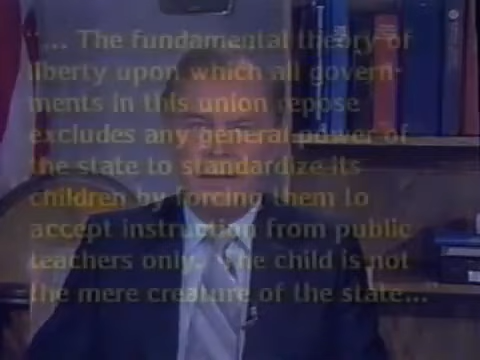 "... The fundamental theory of
liberty upon which all govern-
ments in this union repose
excludes any general power of
the state to standardize its
children by forcing them to
accept instruction from public
teachers only. The child is not
the mere creature of the state...